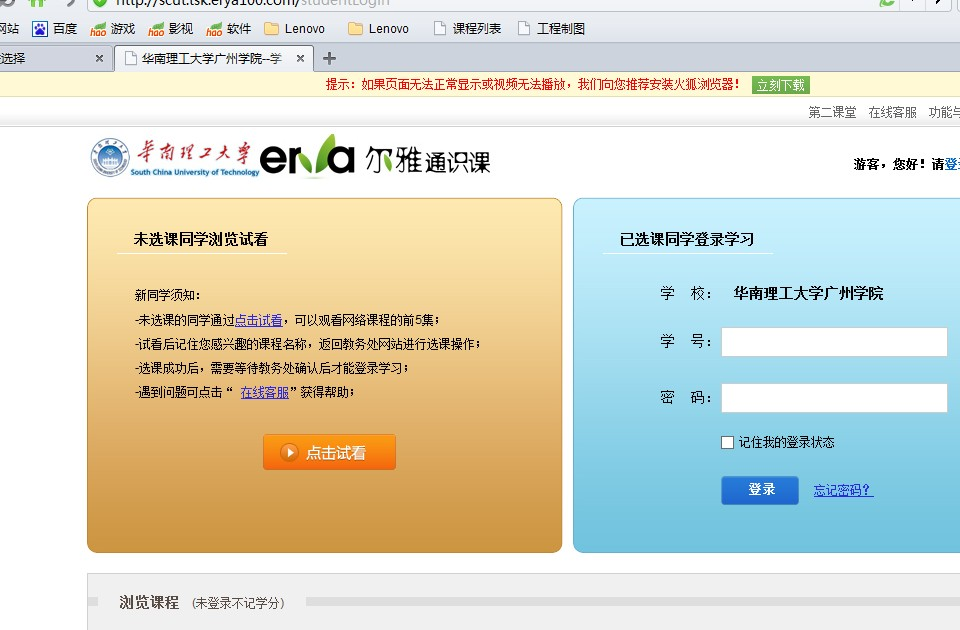 http://scut.tsk.erya100.com/studentLogin
网站 百度 游戏 影视 软件 Lenovo Lenovo 课程列表 工程制图
选择 华南理工大学广州学院--学
提示：如果页面无法正常显示或视频无法播放，我们向您推荐安装火狐浏览器！ 立刻下载
第二课堂 在线客服 功能与
华南理工大学 erya 尔雅通识课
South China University of Technology
游客，您好！请登录
未选课同学浏览试看
新同学须知：
-未选课的同学通过点击试看，可以观看网络课程的前5集；
-试看后记住您感兴趣的课程名称，返回教务处网站进行选课操作；
-选课成功后，需要等待教务处确认后才能登录学习；
-遇到问题可点击“ 在线客服”获得帮助；
点击试看
已选课同学登录学习
学 校： 华南理工大学广州学院
学 号：
密 码：
记住我的登录状态
登录 忘记密码？
浏览课程 （未登录不记学分）